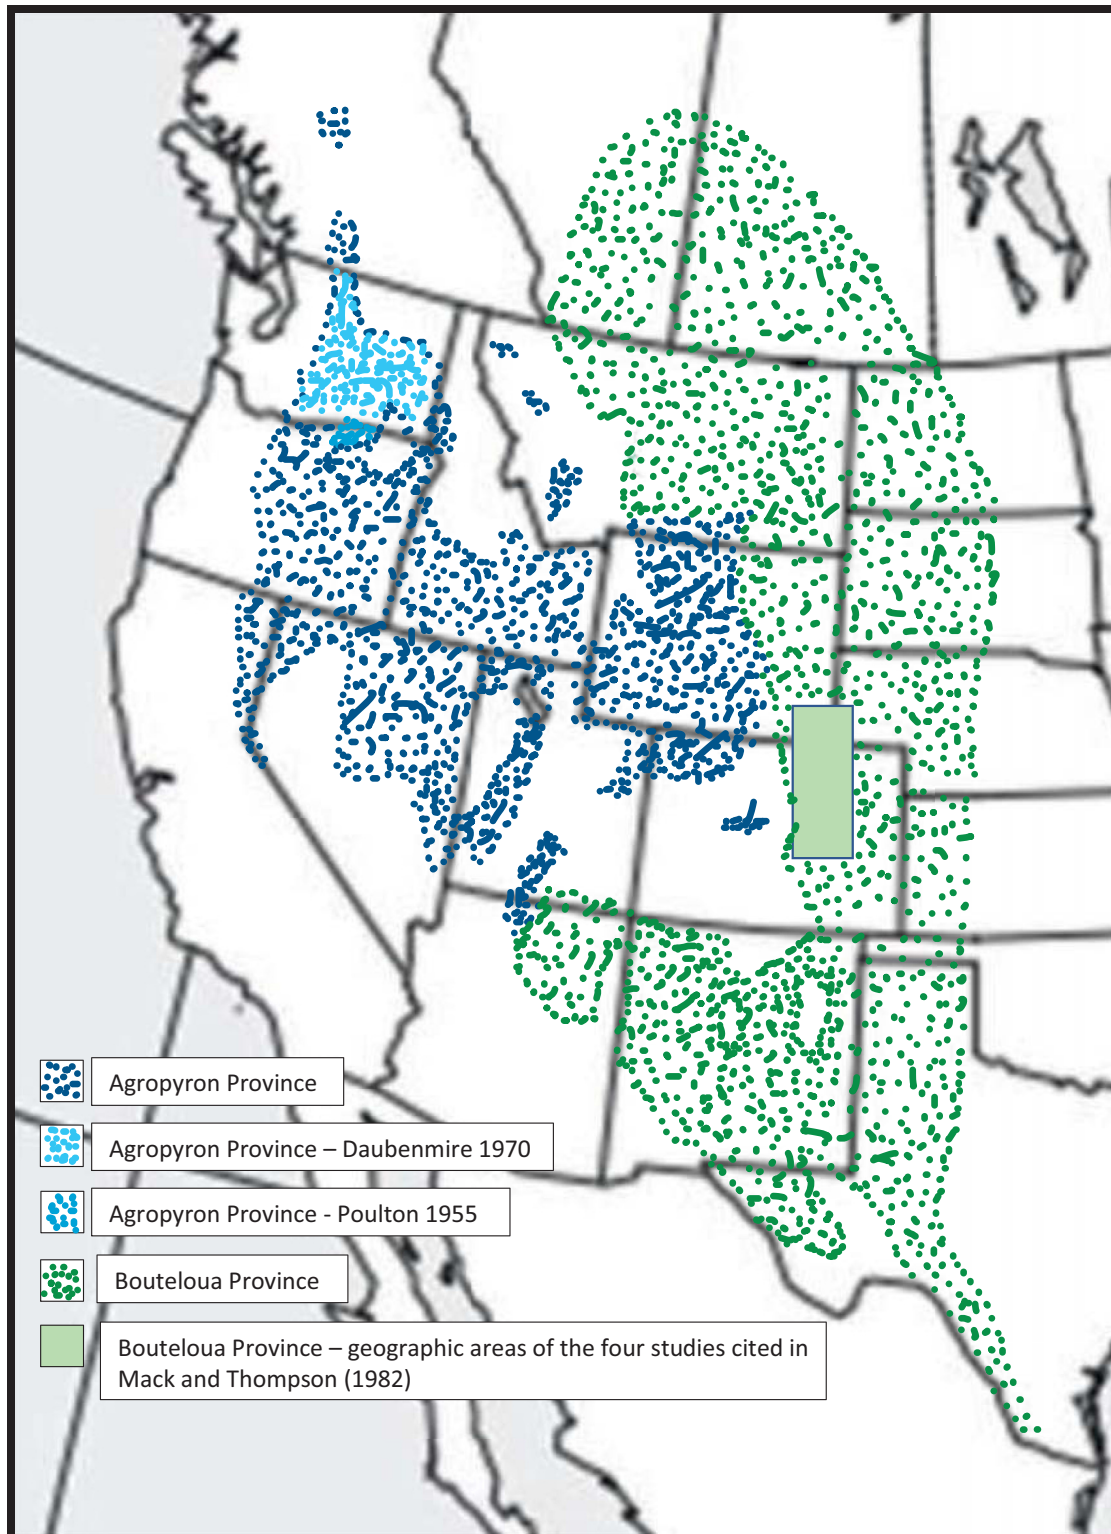 Agropyron Province
Agropyron Province – Daubenmire 1970
Agropyron Province - Poulton 1955
Bouteloua Province
Bouteloua Province – geographic areas of the four studies cited in
Mack and Thompson (1982)